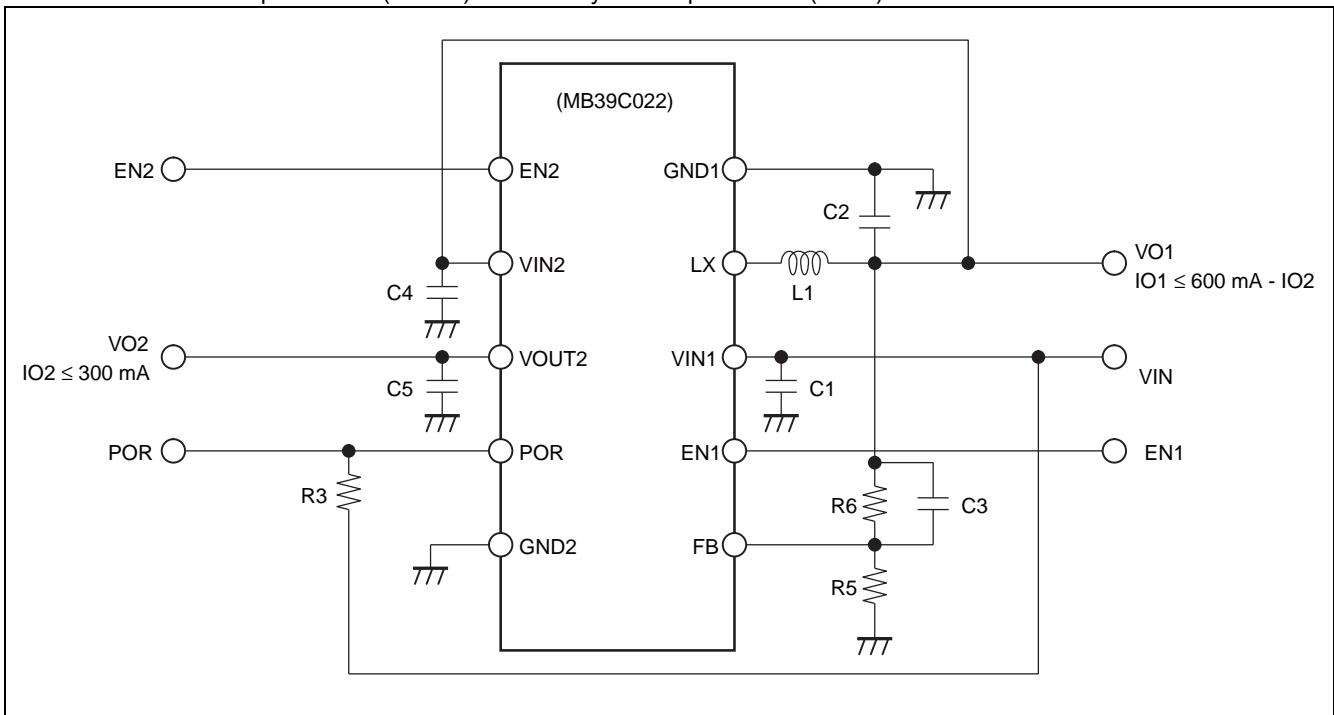 (MB39C022)
EN2
EN2
GND1
C2
VIN2
LX
L1
VO1
IO1 ≤ 600 mA - IO2
C4
VO2
IO2 ≤ 300 mA
VOUT2
VIN1
VIN
C5
C1
POR
POR
EN1
EN1
R3
R6
C3
GND2
FB
R5